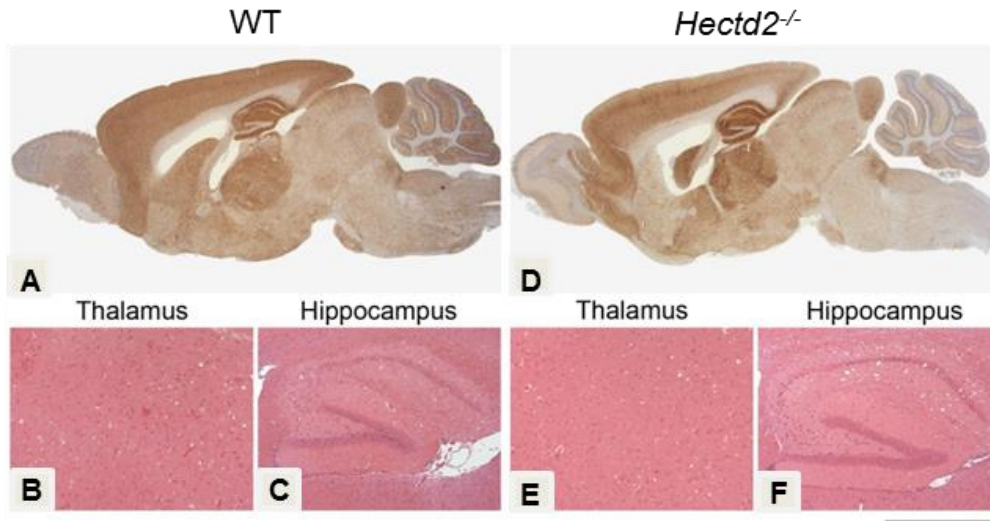 WT
Hectd2-/-
A
D
Thalamus
Hippocampus
Thalamus
Hippocampus
B
C
E
F